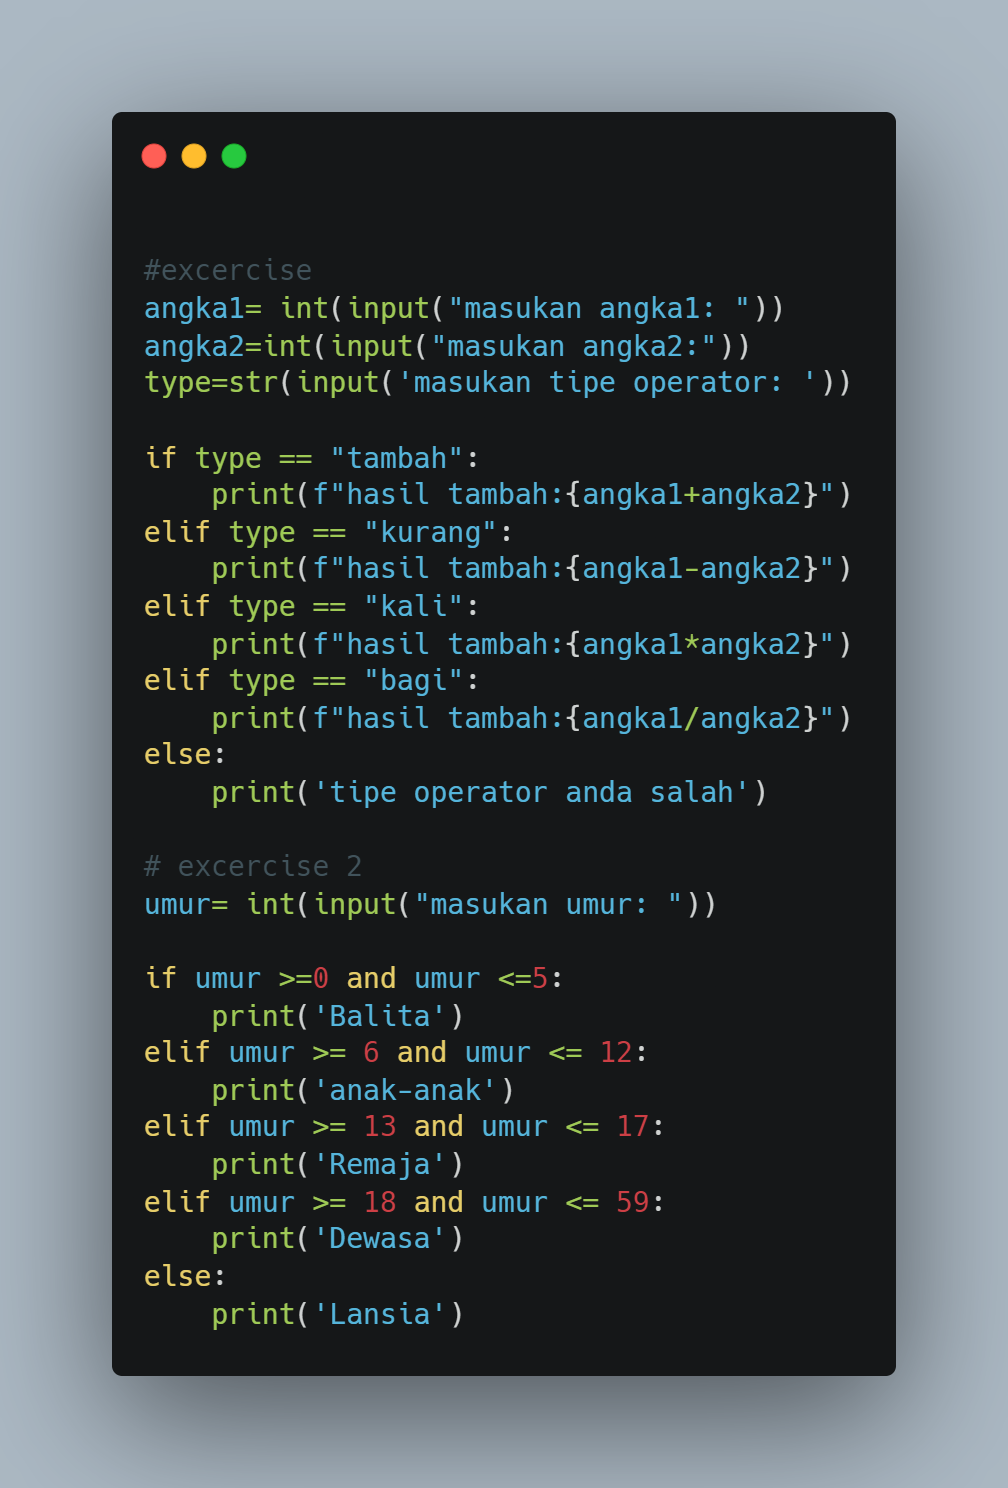 #excercise
angka1= int(input("masukan angka1: "))
angka2=int(input("masukan angka2:"))
type=str(input('masukan tipe operator: '))

if type == "tambah":
    print(f"hasil tambah:{angka1+angka2}")
elif type == "kurang":
    print(f"hasil tambah:{angka1-angka2}")
elif type == "kali":
    print(f"hasil tambah:{angka1*angka2}")
elif type == "bagi":
    print(f"hasil tambah:{angka1/angka2}")
else:
    print('tipe operator anda salah')

# excercise 2
umur= int(input("masukan umur: "))

if umur >=0 and umur <=5:
    print('Balita')
elif umur >= 6 and umur <= 12:
    print('anak-anak')
elif umur >= 13 and umur <= 17:
    print('Remaja')
elif umur >= 18 and umur <= 59:
    print('Dewasa')
else:
    print('Lansia')